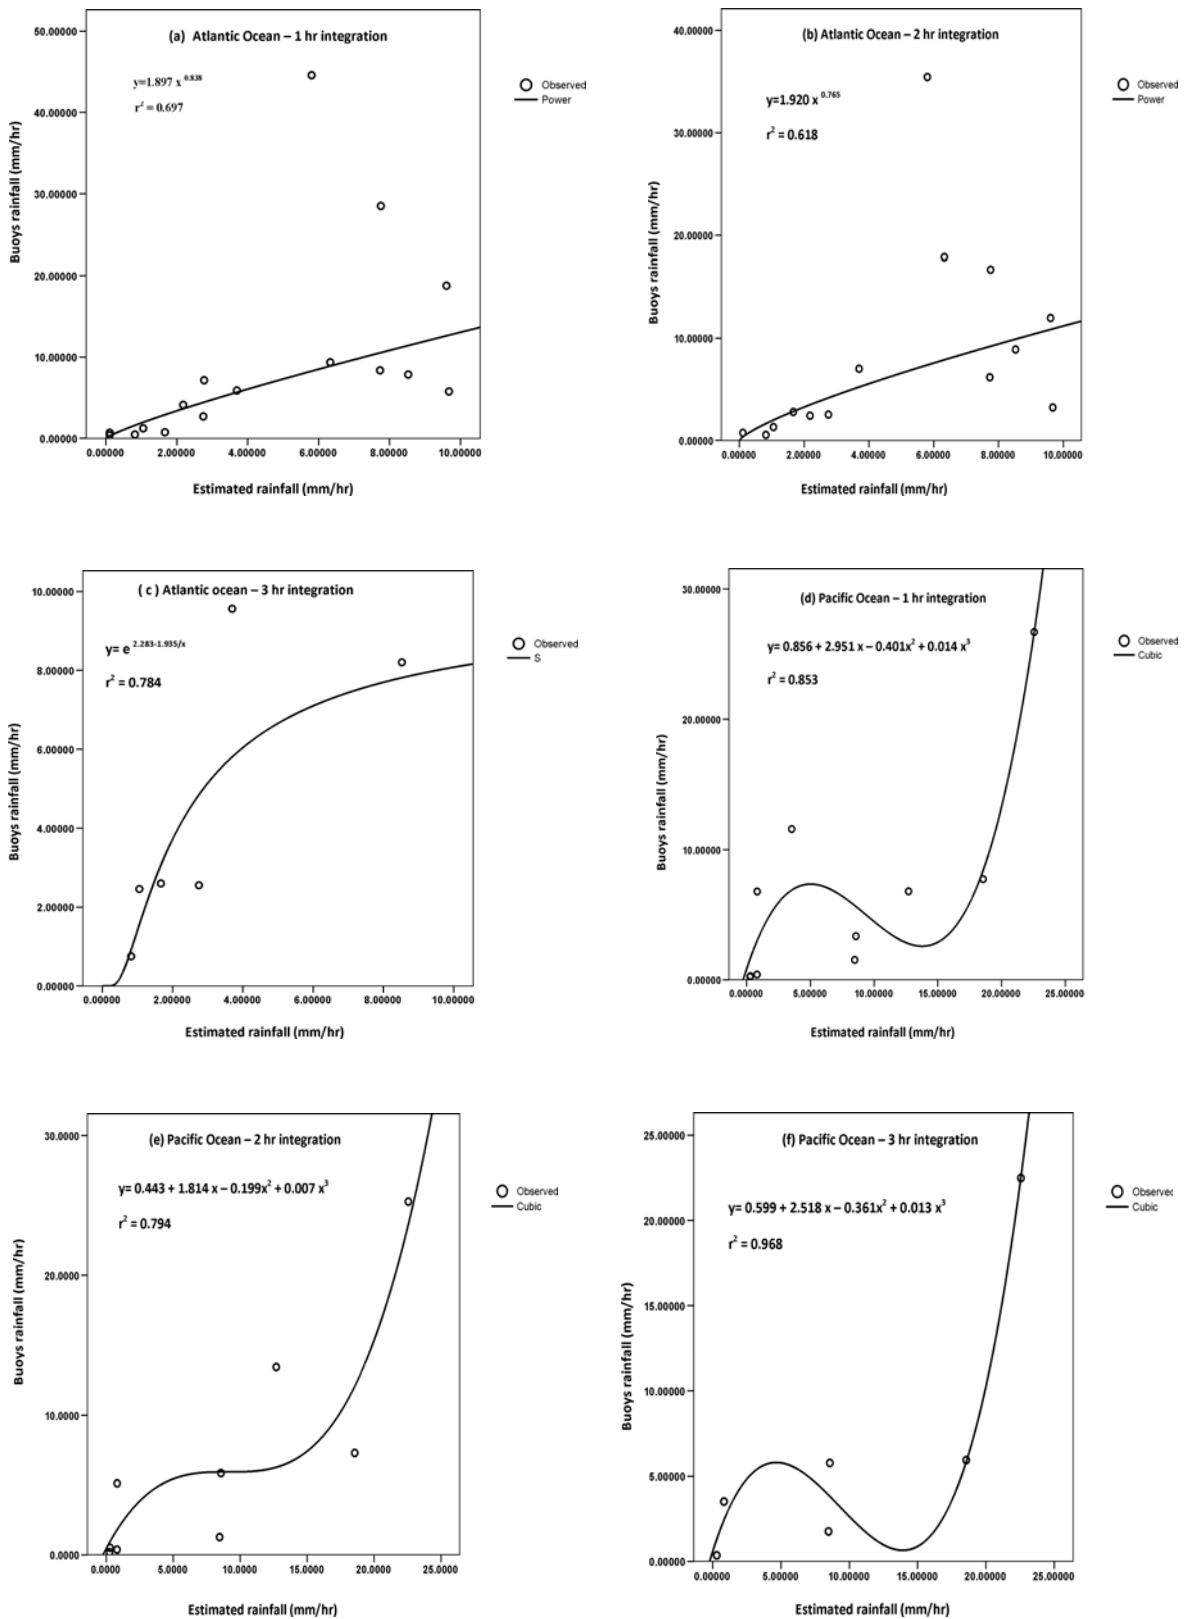 (a) Atlantic Ocean – 1 hr integration
y=1.897 x 0.838
r2 = 0.697
Observed
Power
50.00000
40.00000
30.00000
20.00000
10.00000
0.00000
0.00000 2.00000 4.00000 6.00000 8.00000 10.00000
Buoys rainfall (mm/hr)
Estimated rainfall (mm/hr)
(b) Atlantic Ocean – 2 hr integration
y=1.920 x 0.765
r2 = 0.618
Observed
Power
40.00000
30.00000
20.00000
10.00000
0.00000
0.00000 2.00000 4.00000 6.00000 8.00000 10.00000
Buoys rainfall (mm/hr)
Estimated rainfall (mm/hr)
( c ) Atlantic ocean – 3 hr integration
y= e 2.283-1.935/x
r2 = 0.784
Observed
S
10.00000
8.00000
6.00000
4.00000
2.00000
0.00000
0.00000 2.00000 4.00000 6.00000 8.00000 10.00000
Buoys rainfall (mm/hr)
Estimated rainfall (mm/hr)
(d) Pacific Ocean – 1 hr integration
y= 0.856 + 2.951 x – 0.401x2 + 0.014 x3
r2 = 0.853
Observed
Cubic
30.00000
20.00000
10.00000
0.00000
0.00000 5.00000 10.00000 15.00000 20.00000 25.00000
Buoys rainfall (mm/hr)
Estimated rainfall (mm/hr)
(e) Pacific Ocean – 2 hr integration
y= 0.443 + 1.814 x – 0.199x2 + 0.007 x3
r2 = 0.794
Observed
Cubic
30.0000
20.0000
10.0000
0.0000
0.0000 5.0000 10.0000 15.0000 20.0000 25.0000
Buoys rainfall (mm/hr)
Estimated rainfall (mm/hr)
(f) Pacific Ocean – 3 hr integration
y= 0.599 + 2.518 x – 0.361x2 + 0.013 x3
r2 = 0.968
Observed
Cubic
25.00000
20.00000
15.00000
10.00000
5.00000
0.00000
0.00000 5.00000 10.00000 15.00000 20.00000 25.00000
Buoys rainfall (mm/hr)
Estimated rainfall (mm/hr)